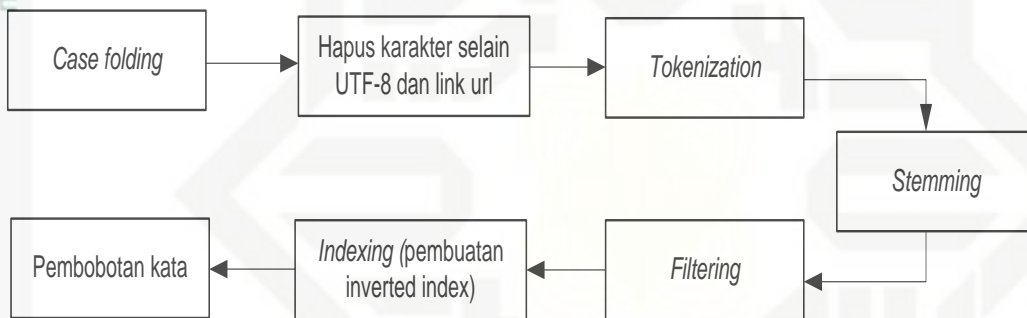 Case folding
Hapus karakter selain
UTF-8 dan link url
Tokenization
Stemming
Filtering
Indexing (pembuatan
inverted index)
Pembobotan kata